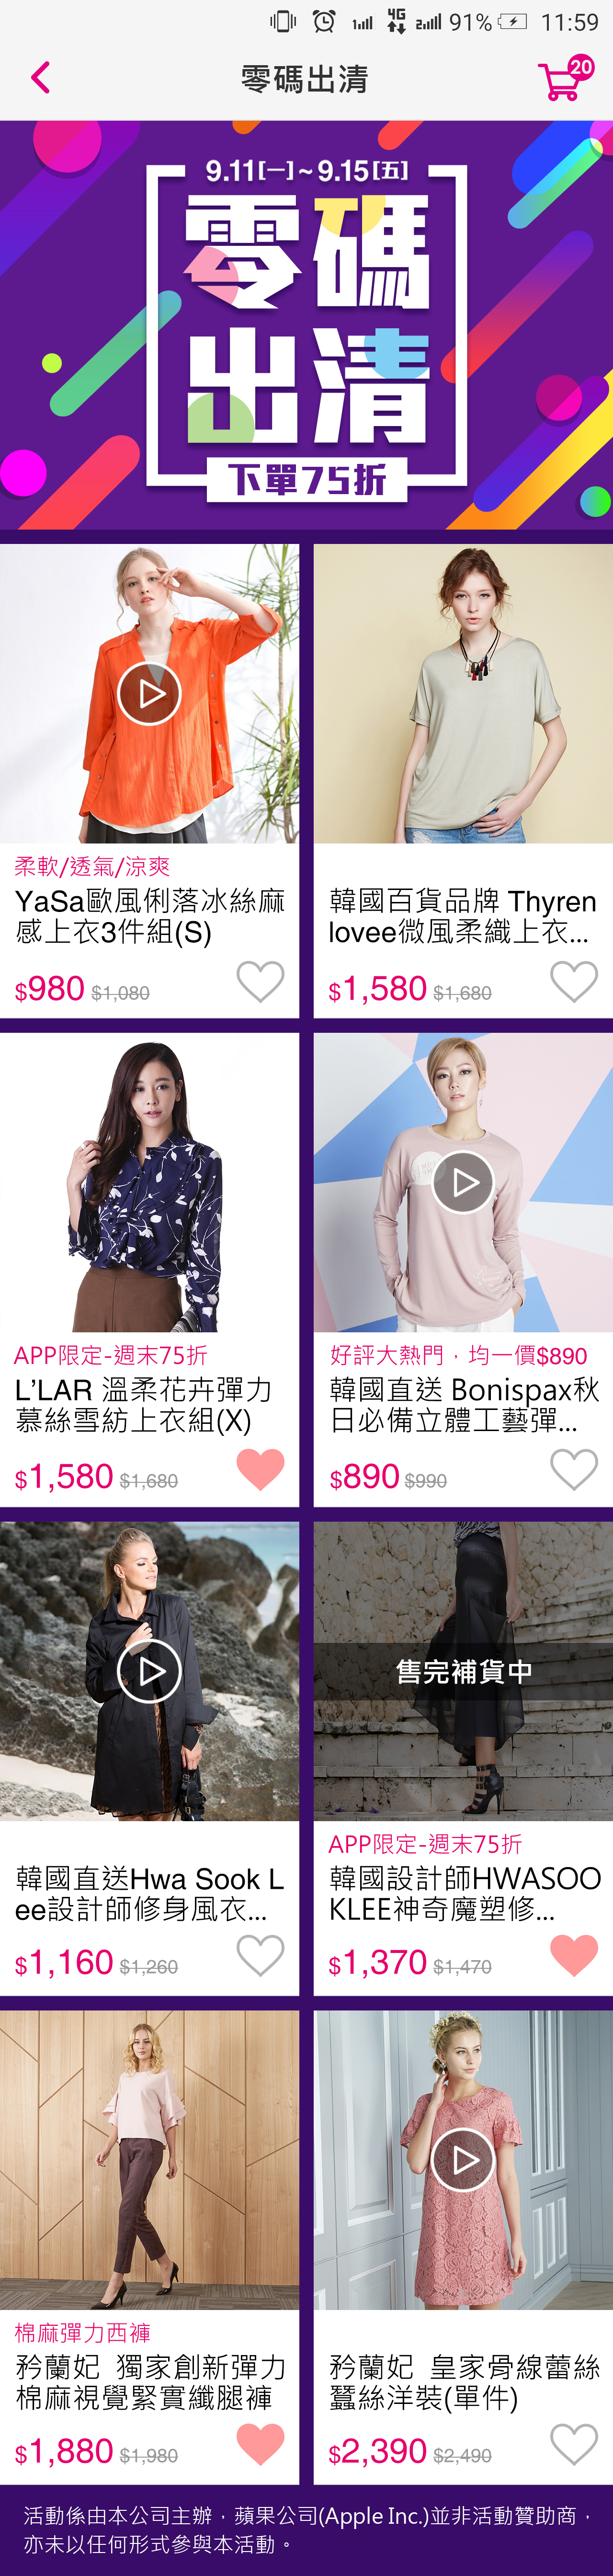 4G 91% 11:59
零碼出清
20
9.11[一]~9.15[五]
零碼
出清
下單75折
柔軟/透氣/涼爽
YaSa歐風俐落冰絲麻
感上衣3件組(S)
$980 $1,080
韓國百貨品牌 Thyren
lovee微風柔織上衣...
$1,580 $1,680
APP限定-週末75折
L’LAR 溫柔花卉彈力
慕絲雪紡上衣組(X)
$1,580 $1,680
好評大熱門，均一價$890
韓國直送 Bonispax秋
日必備立體工藝彈...
$890 $990
韓國直送Hwa Sook L
ee設計師修身風衣...
$1,160 $1,260
售完補貨中
APP限定-週末75折
韓國設計師HWASOO
KLEE神奇魔塑修...
$1,370 $1,470
棉麻彈力西褲
矜蘭妃 獨家創新彈力
棉麻視覺緊實纖腿褲
$1,880 $1,980
矜蘭妃 皇家骨線蕾絲
蠶絲洋裝(單件)
$2,390 $2,490
活動係由本公司主辦，蘋果公司(Apple Inc.)並非活動贊助商，
亦未以任何形式參與本活動。